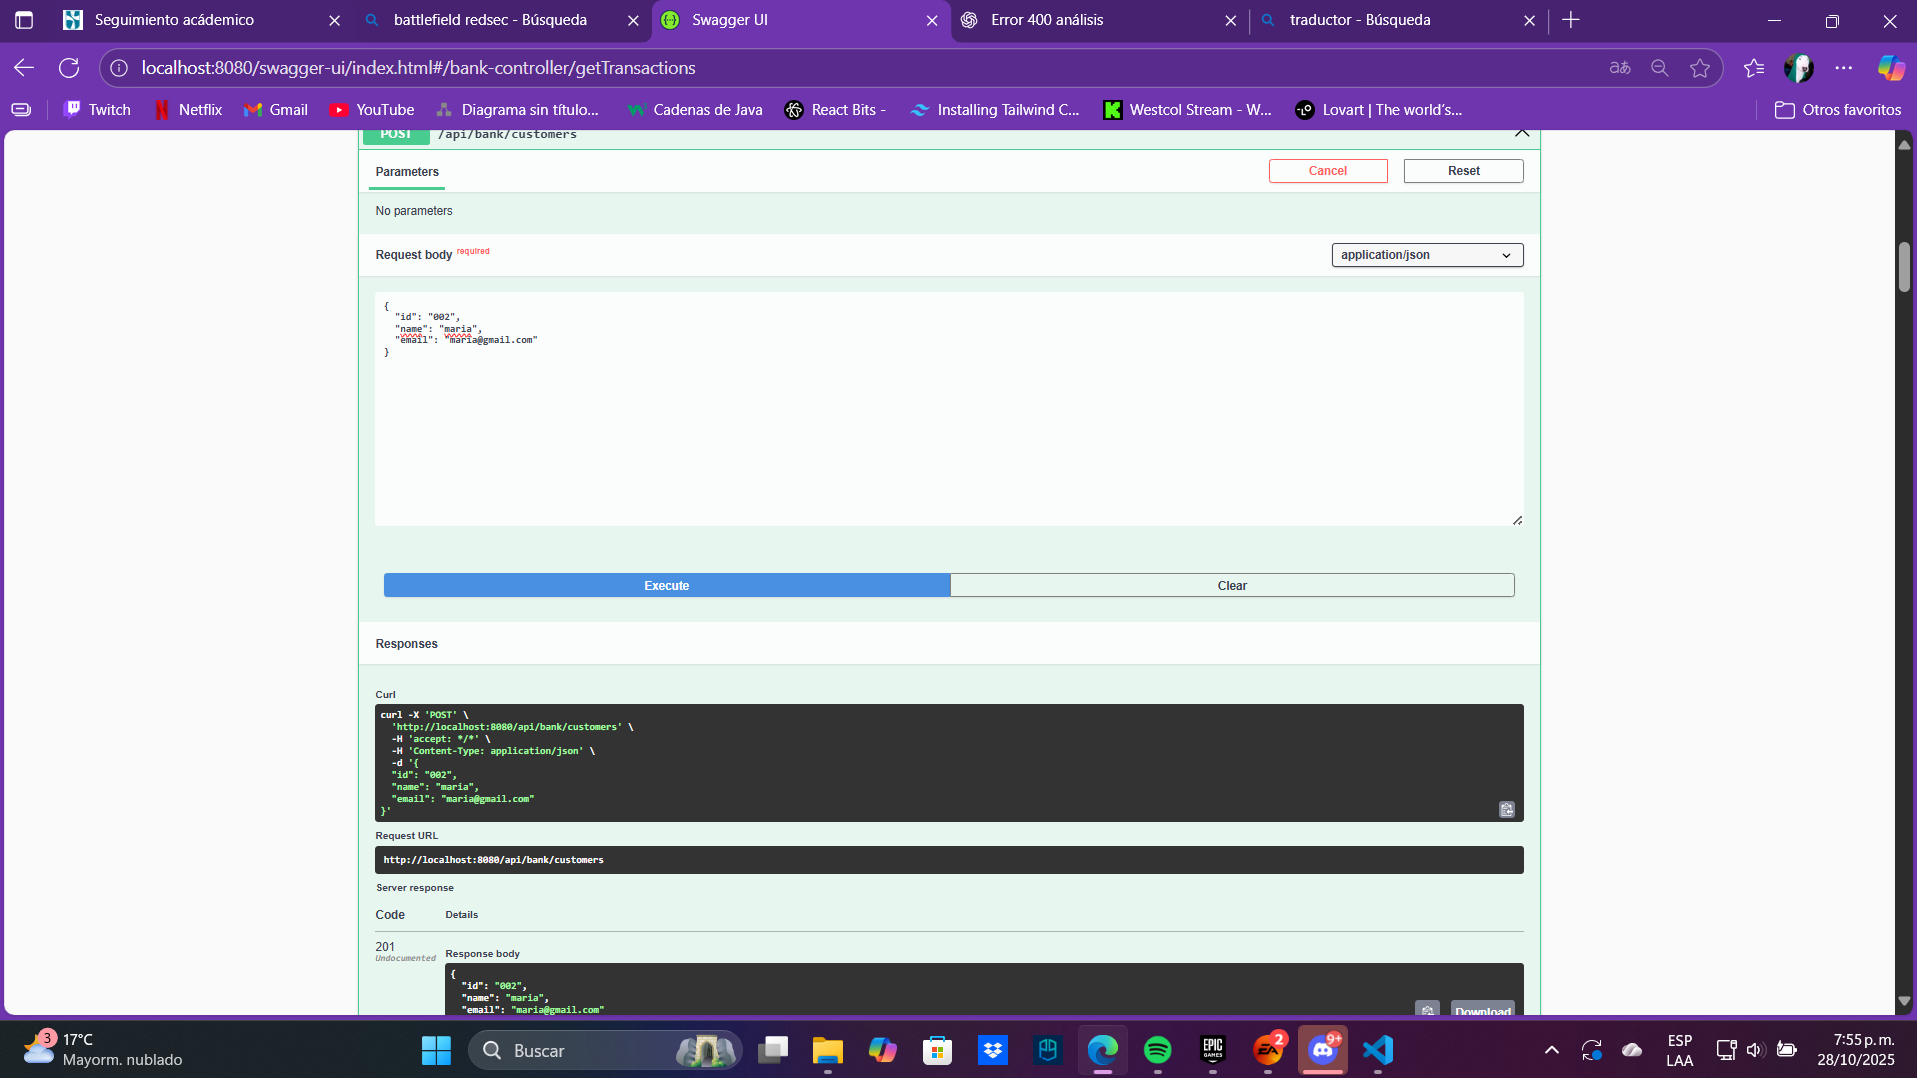 Seguimiento acádemico
battlefield redsec - Búsqueda
Swagger UI
Error 400 análisis
traductor - Búsqueda
localhost:8080/swagger-ui/index.html#/bank-controller/getTransactions
Twitch
Netflix
Gmail
YouTube
Diagrama sin título...
Cadenas de Java
React Bits -
Installing Tailwind C...
Westcol Stream - W...
Lovart | The world's...
Otros favoritos
POST /api/bank/customers
Parameters
Cancel
Reset
No parameters
Request body required
application/json
{
"id": "002",
"name": "maria",
"email": "maria@gmail.com"
}
Execute
Clear
Responses
Curl
curl -X 'POST' \
'http://localhost:8080/api/bank/customers' \
-H 'accept: */*' \
-H 'Content-Type: application/json' \
-d '{
"id": "002",
"name": "maria",
"email": "maria@gmail.com"
}'
Request URL
http://localhost:8080/api/bank/customers
Server response
Code Details
201
Undocumented
Response body
{
"id": "002",
"name": "maria",
"email": "maria@gmail.com"
Download
3
17°C
Mayorm. nublado
Buscar
EPIC GAMES
EA
2
9+
ESP
LAA
7:55 p. m.
28/10/2025